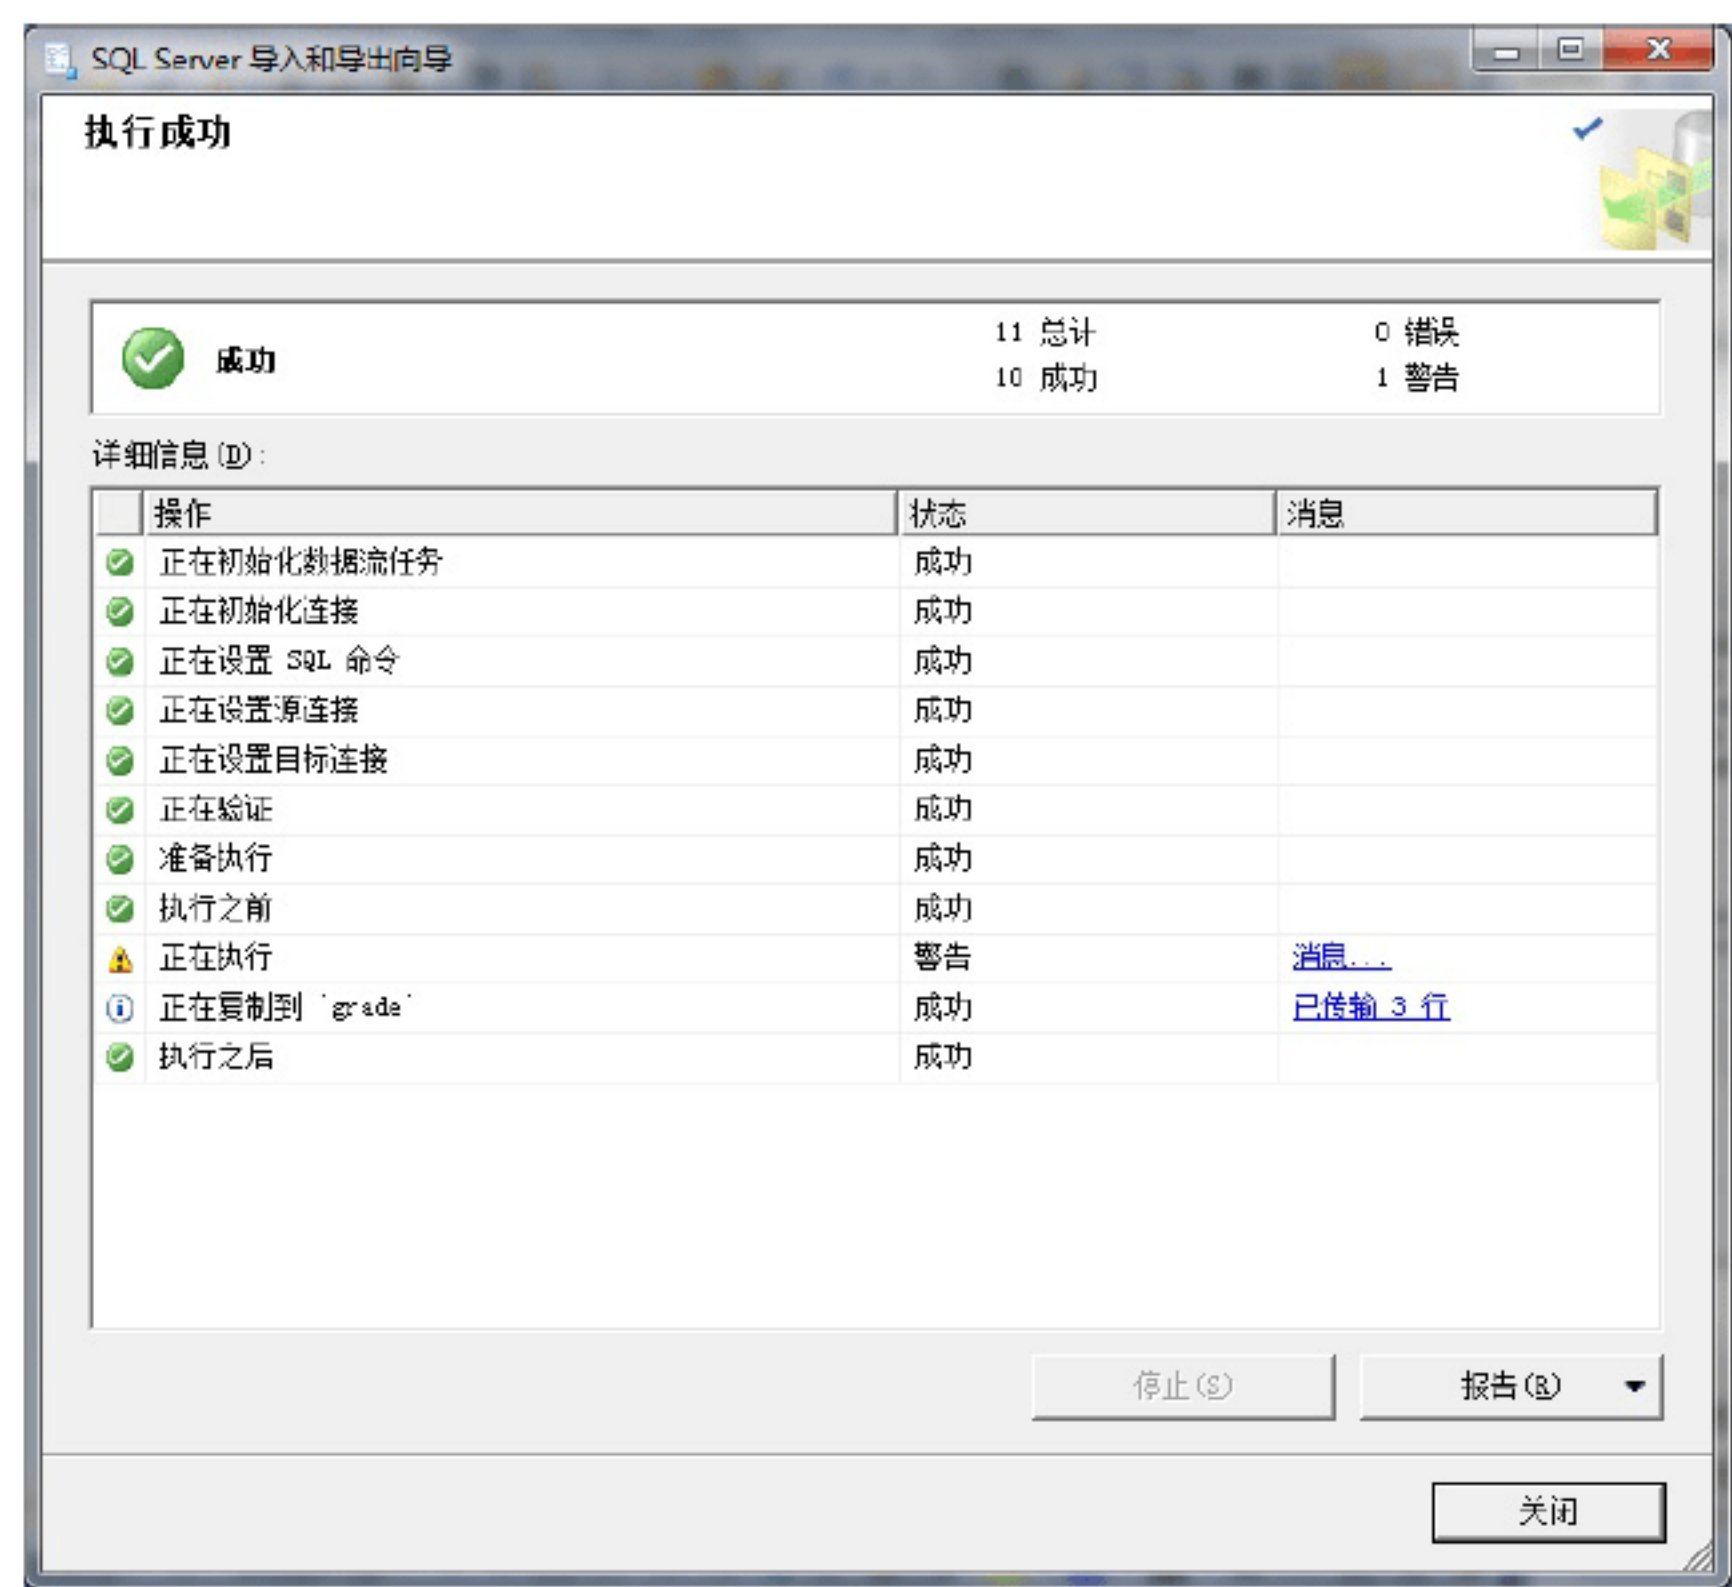 SQL Server 导入和导出向导
执行成功
成功
11 总计
0 错误
10 成功
1 警告
详细信息(D):
操作 状态 消息
正在初始化数据流任务 成功
正在初始化连接 成功
正在设置 SQL 命令 成功
正在设置源连接 成功
正在设置目标连接 成功
正在验证 成功
准备执行 成功
执行之前 成功
正在执行 警告 消息...
正在复制到 `grade` 成功 已传输 3 行
执行之后 成功
停止(S)
报告(R)
关闭